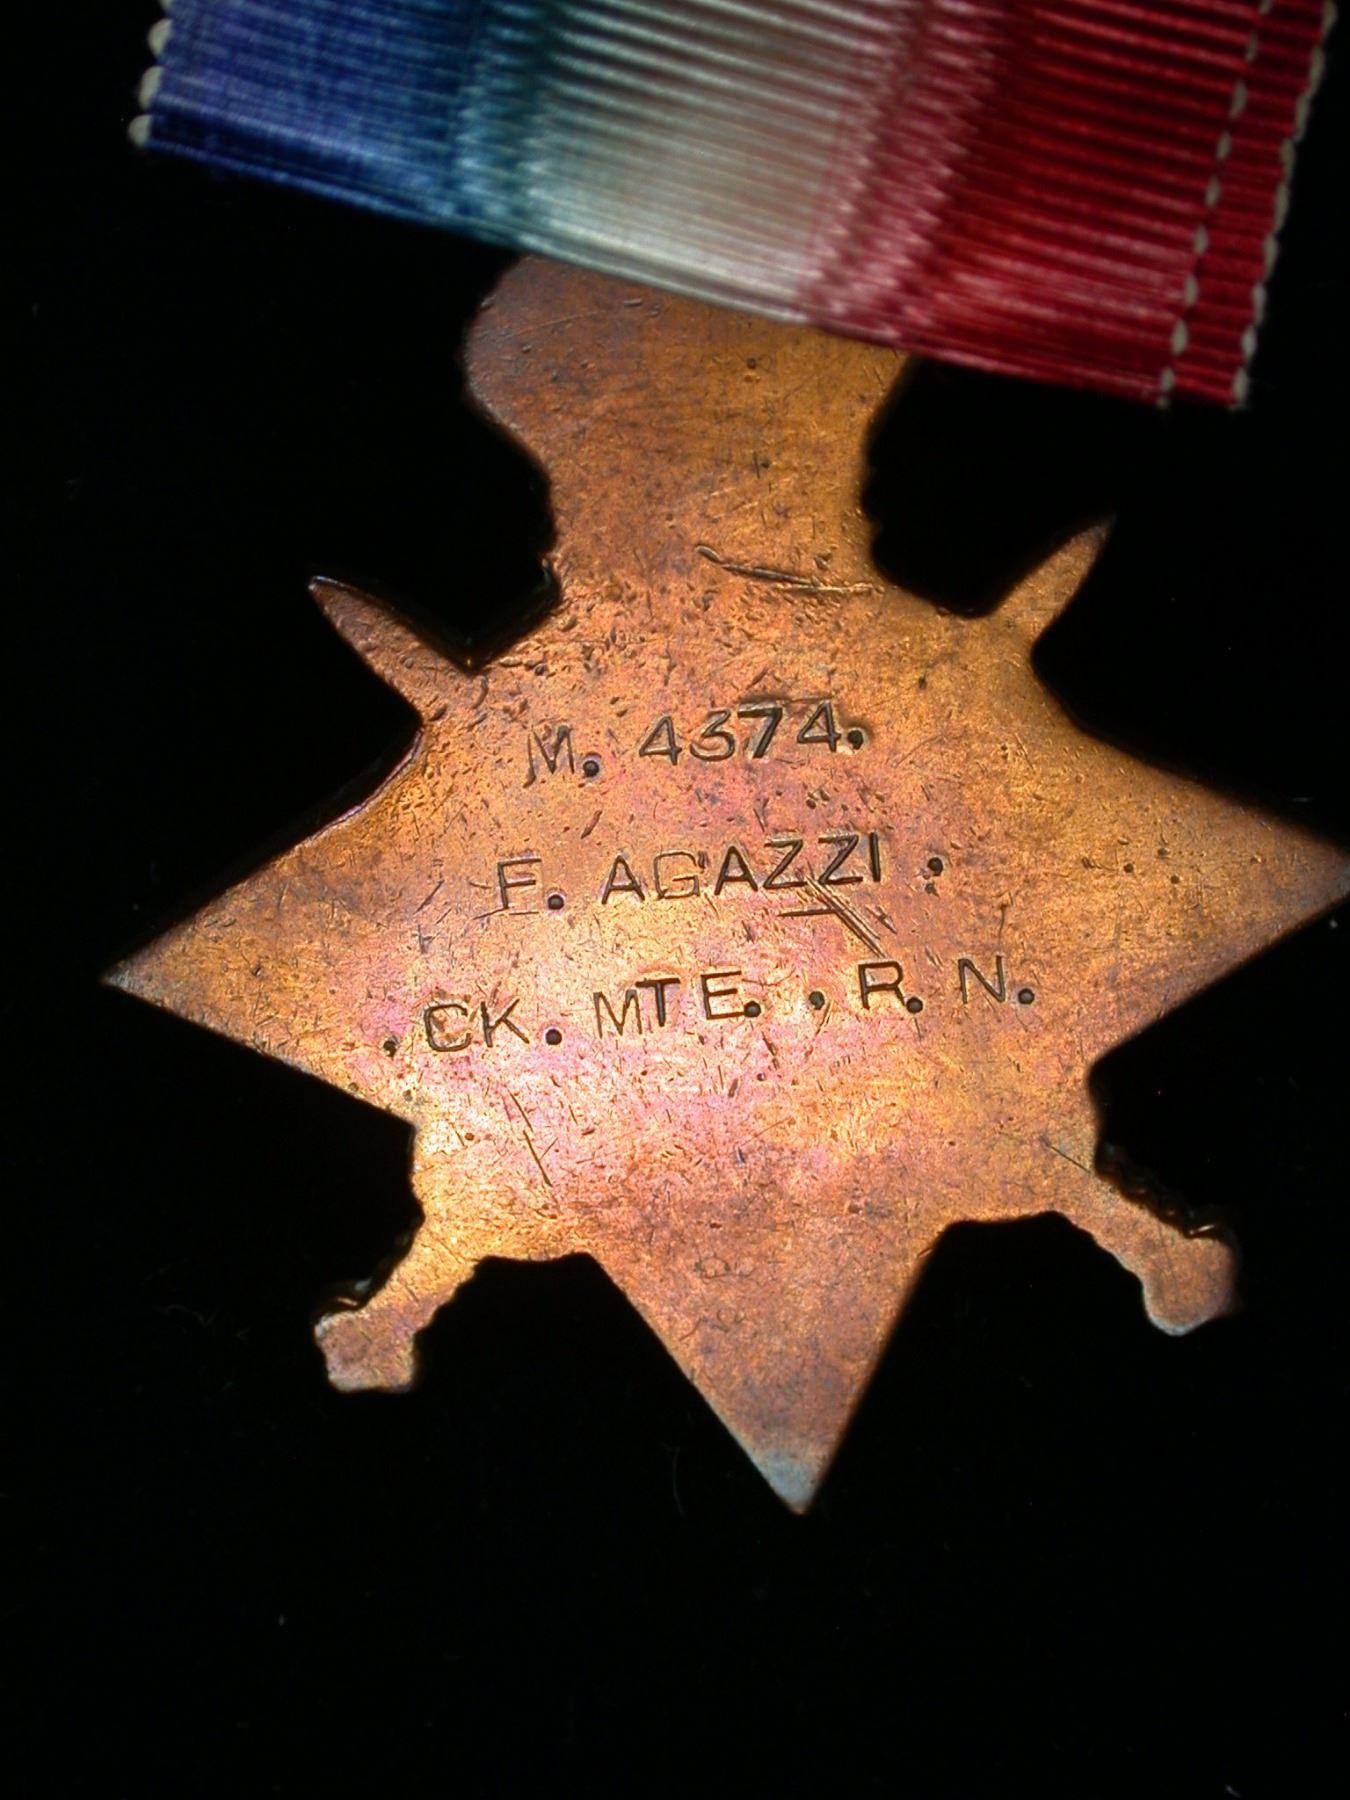 M. 4374.
F. AGAZZI .
. CK. MTE. . R. N.